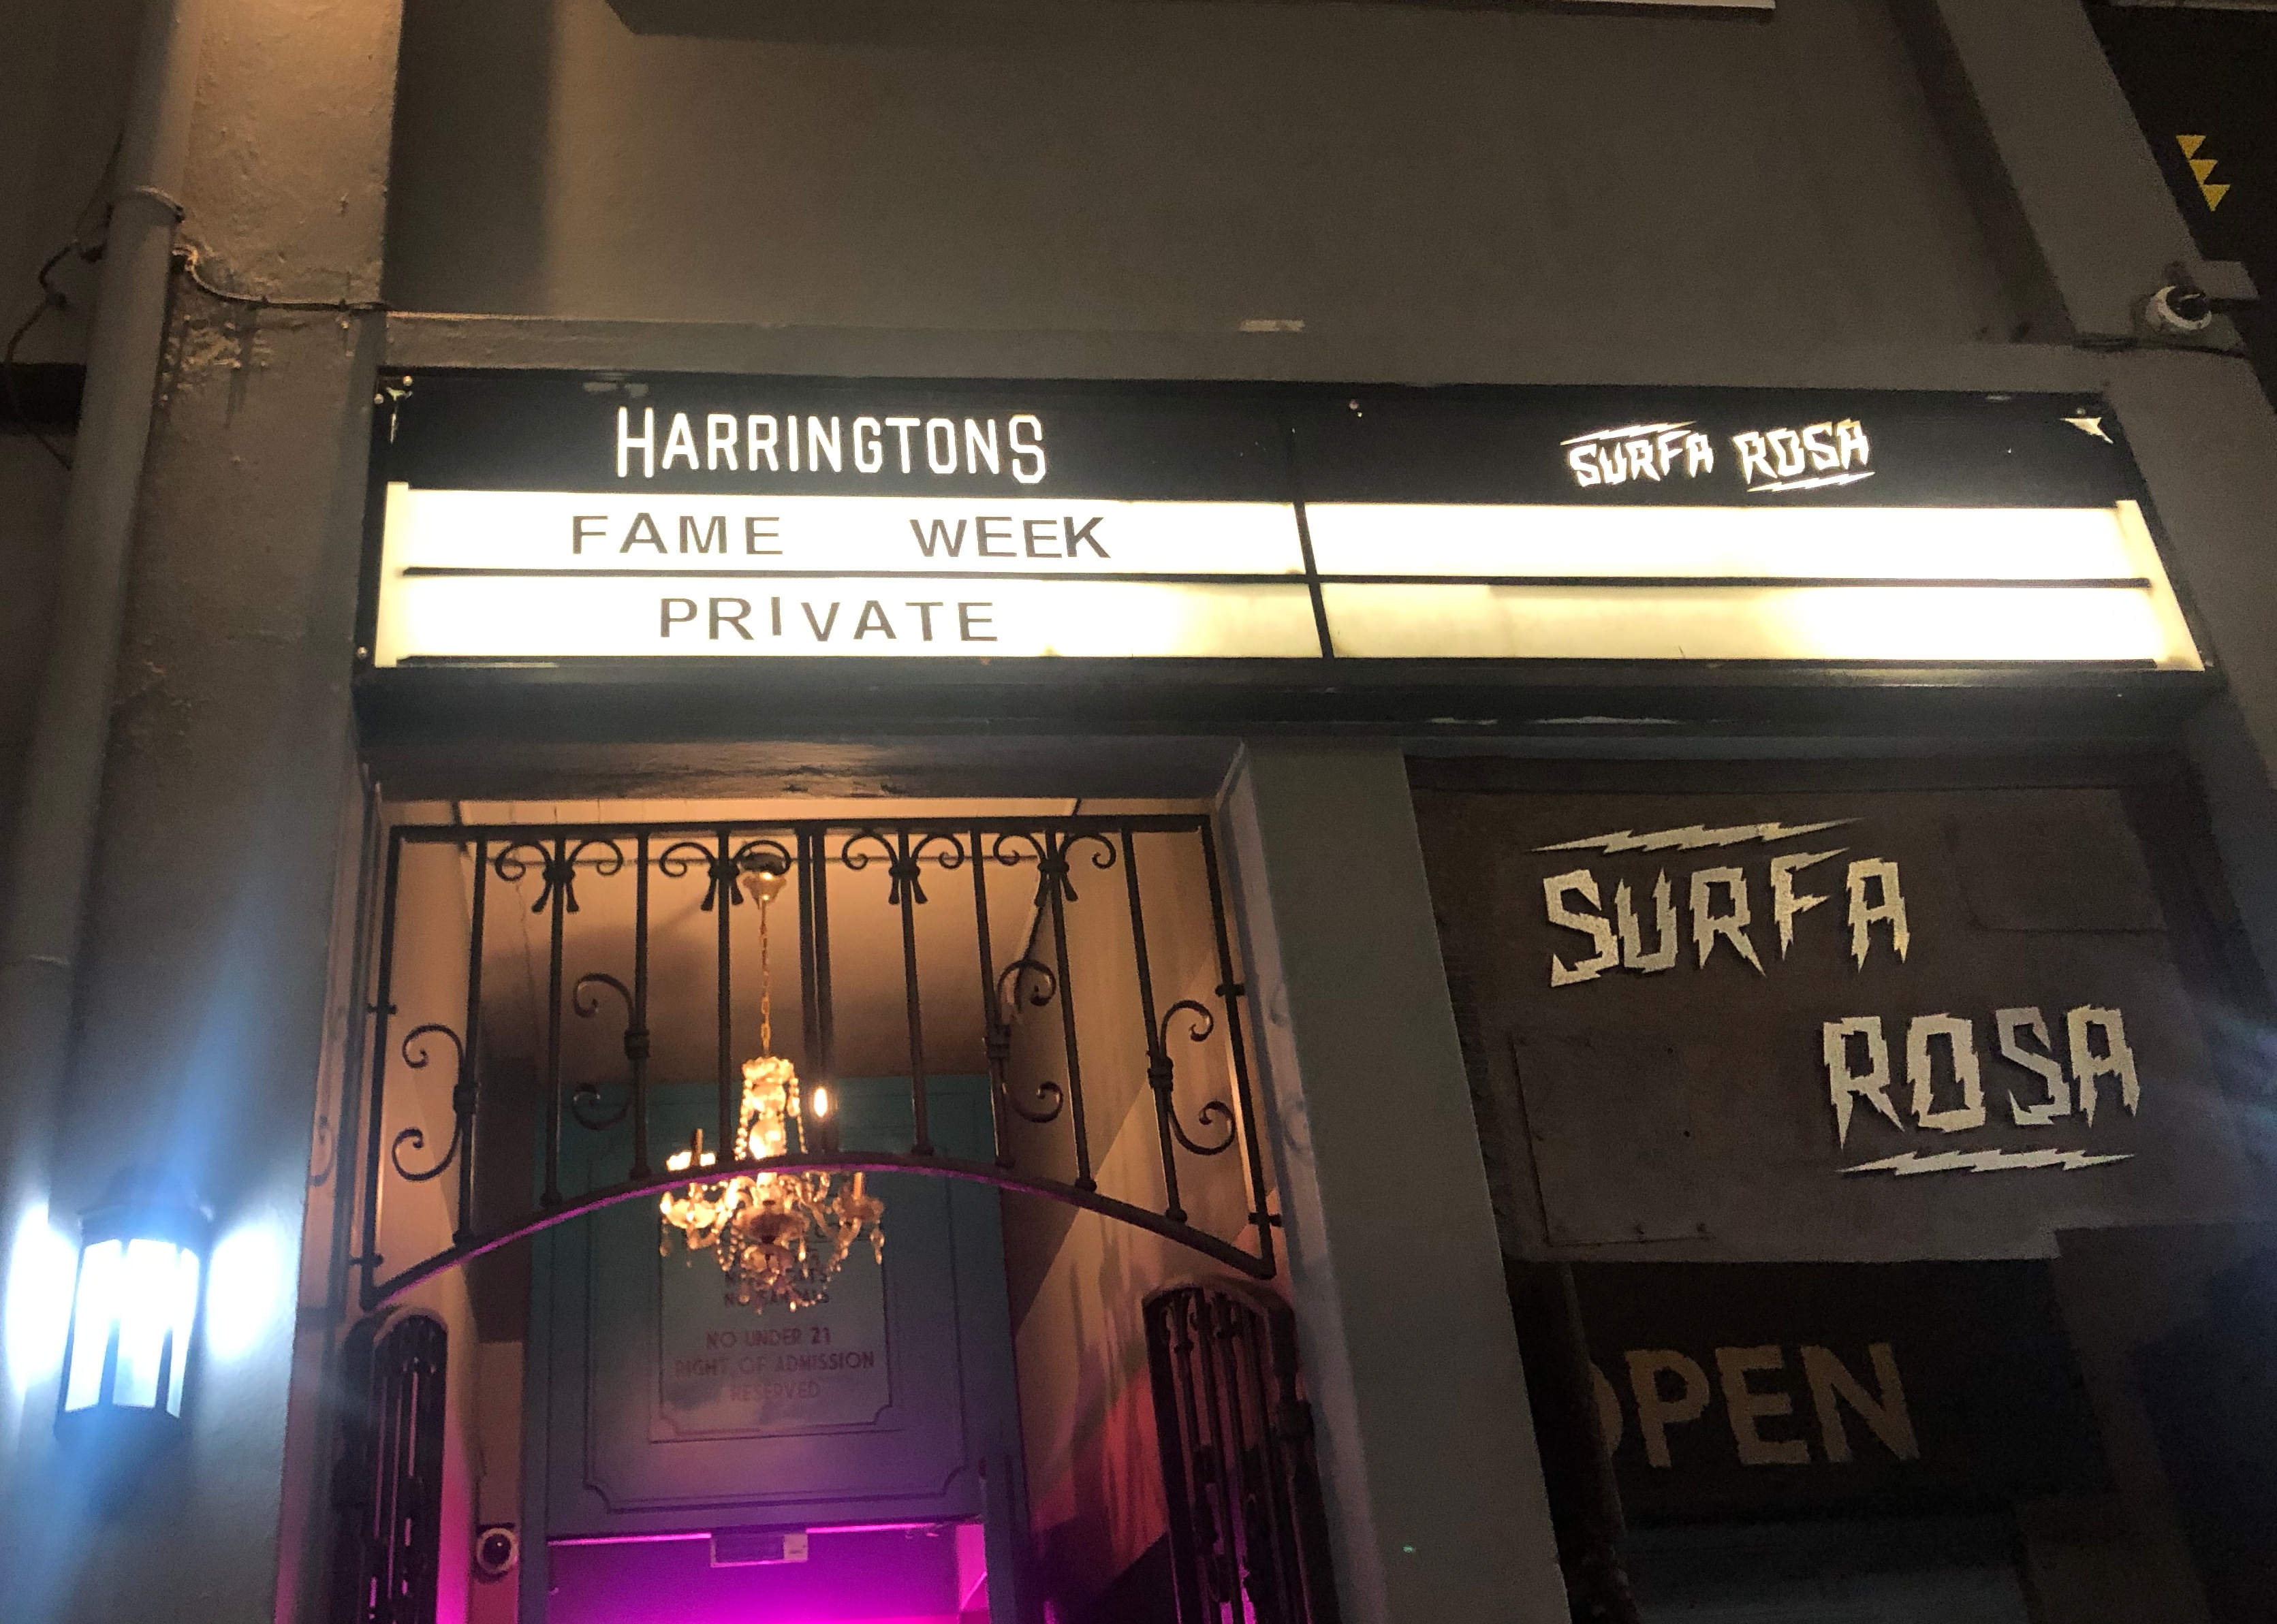 HARRINGTONS
FAME WEEK
PRIVATE
SURFA ROSA
SURFA
ROSA
OPEN
NO UNDER 21
RIGHT OF ADMISSION
RESERVED